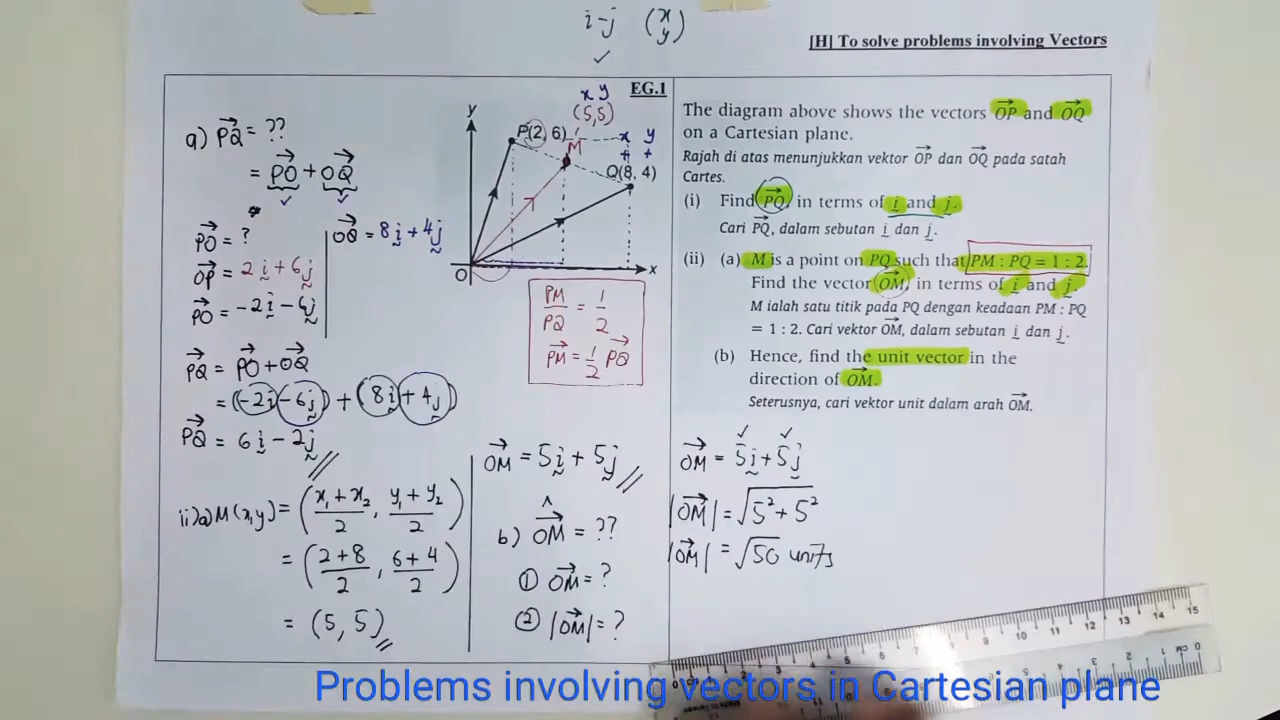 i-j (x y)
✓
[H] To solve problems involving Vectors
EG.1
a) PQ = ??
= PO + OQ
PO = ?
OP = 2i + 6j
PO = -2i - 6j
OQ = 8i + 4j
PQ = PO + OQ
= (-2i - 6j) + (8i + 4j)
PQ = 6i - 2j //
ii)a) M(x,y) = (x₁ + x₂ / 2 , y₁ + y₂ / 2)
= (2 + 8 / 2 , 6 + 4 / 2)
= (5, 5) //
y
x y
(5,5)
P(2, 6)
M
x y
+ +
Q(8, 4)
O
x
PM / PQ = 1 / 2
PM = 1/2 PQ
OM = 5i + 5j //
b) OM = ??
① OM = ?
② |OM| = ?
The diagram above shows the vectors OP and OQ
on a Cartesian plane.
Rajah di atas menunjukkan vektor OP dan OQ pada satah
Cartes.
(i) Find PQ, in terms of i and j.
Cari PQ, dalam sebutan i dan j.
(ii) (a) M is a point on PQ such that PM : PQ = 1 : 2.
Find the vector OM, in terms of i and j.
M ialah satu titik pada PQ dengan keadaan PM : PQ
= 1 : 2. Cari vektor OM, dalam sebutan i dan j.
(b) Hence, find the unit vector in the
direction of OM.
Seterusnya, cari vektor unit dalam arah OM.
OM = 5i + 5j
|OM| = √5² + 5²
|OM| = √50 units
Problems involving vectors in Cartesian plane